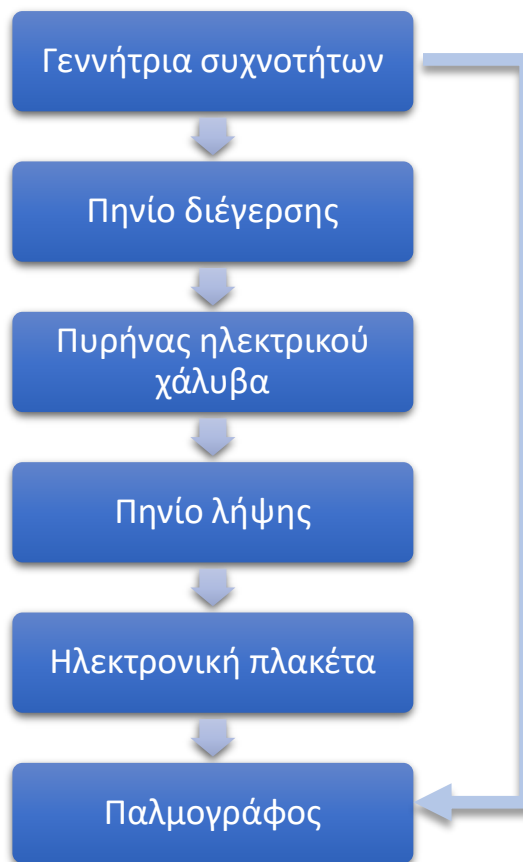 Γεννήτρια συχνοτήτων
Πηνίο διέγερσης
Πυρήνας ηλεκτρικού
χάλυβα
Πηνίο λήψης
Ηλεκτρονική πλακέτα
Παλμογράφος